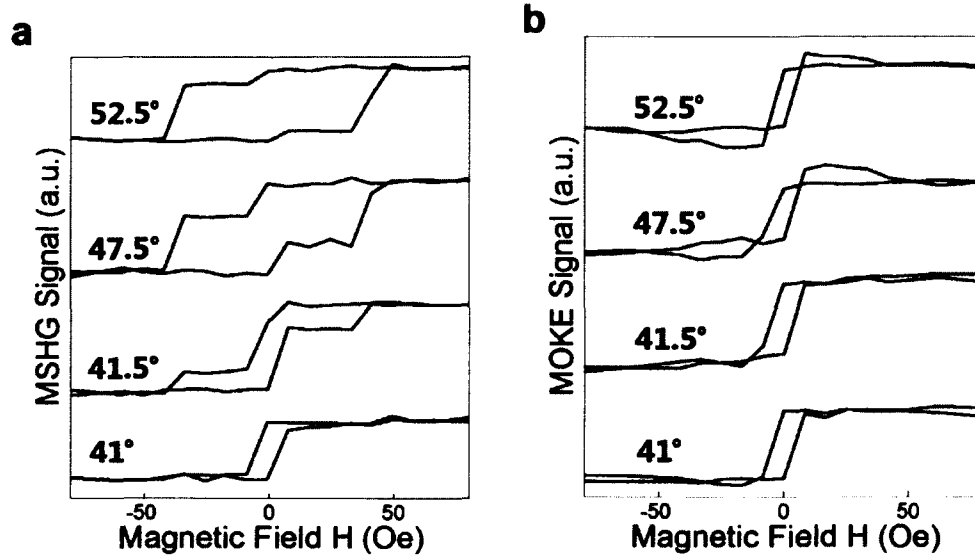 a
MSHG Signal (a.u.)
52.5°
47.5°
41.5°
41°
-50 0 50
Magnetic Field H (Oe)
b
MOKE Signal (a.u.)
52.5°
47.5°
41.5°
41°
-50 0 50
Magnetic Field H (Oe)